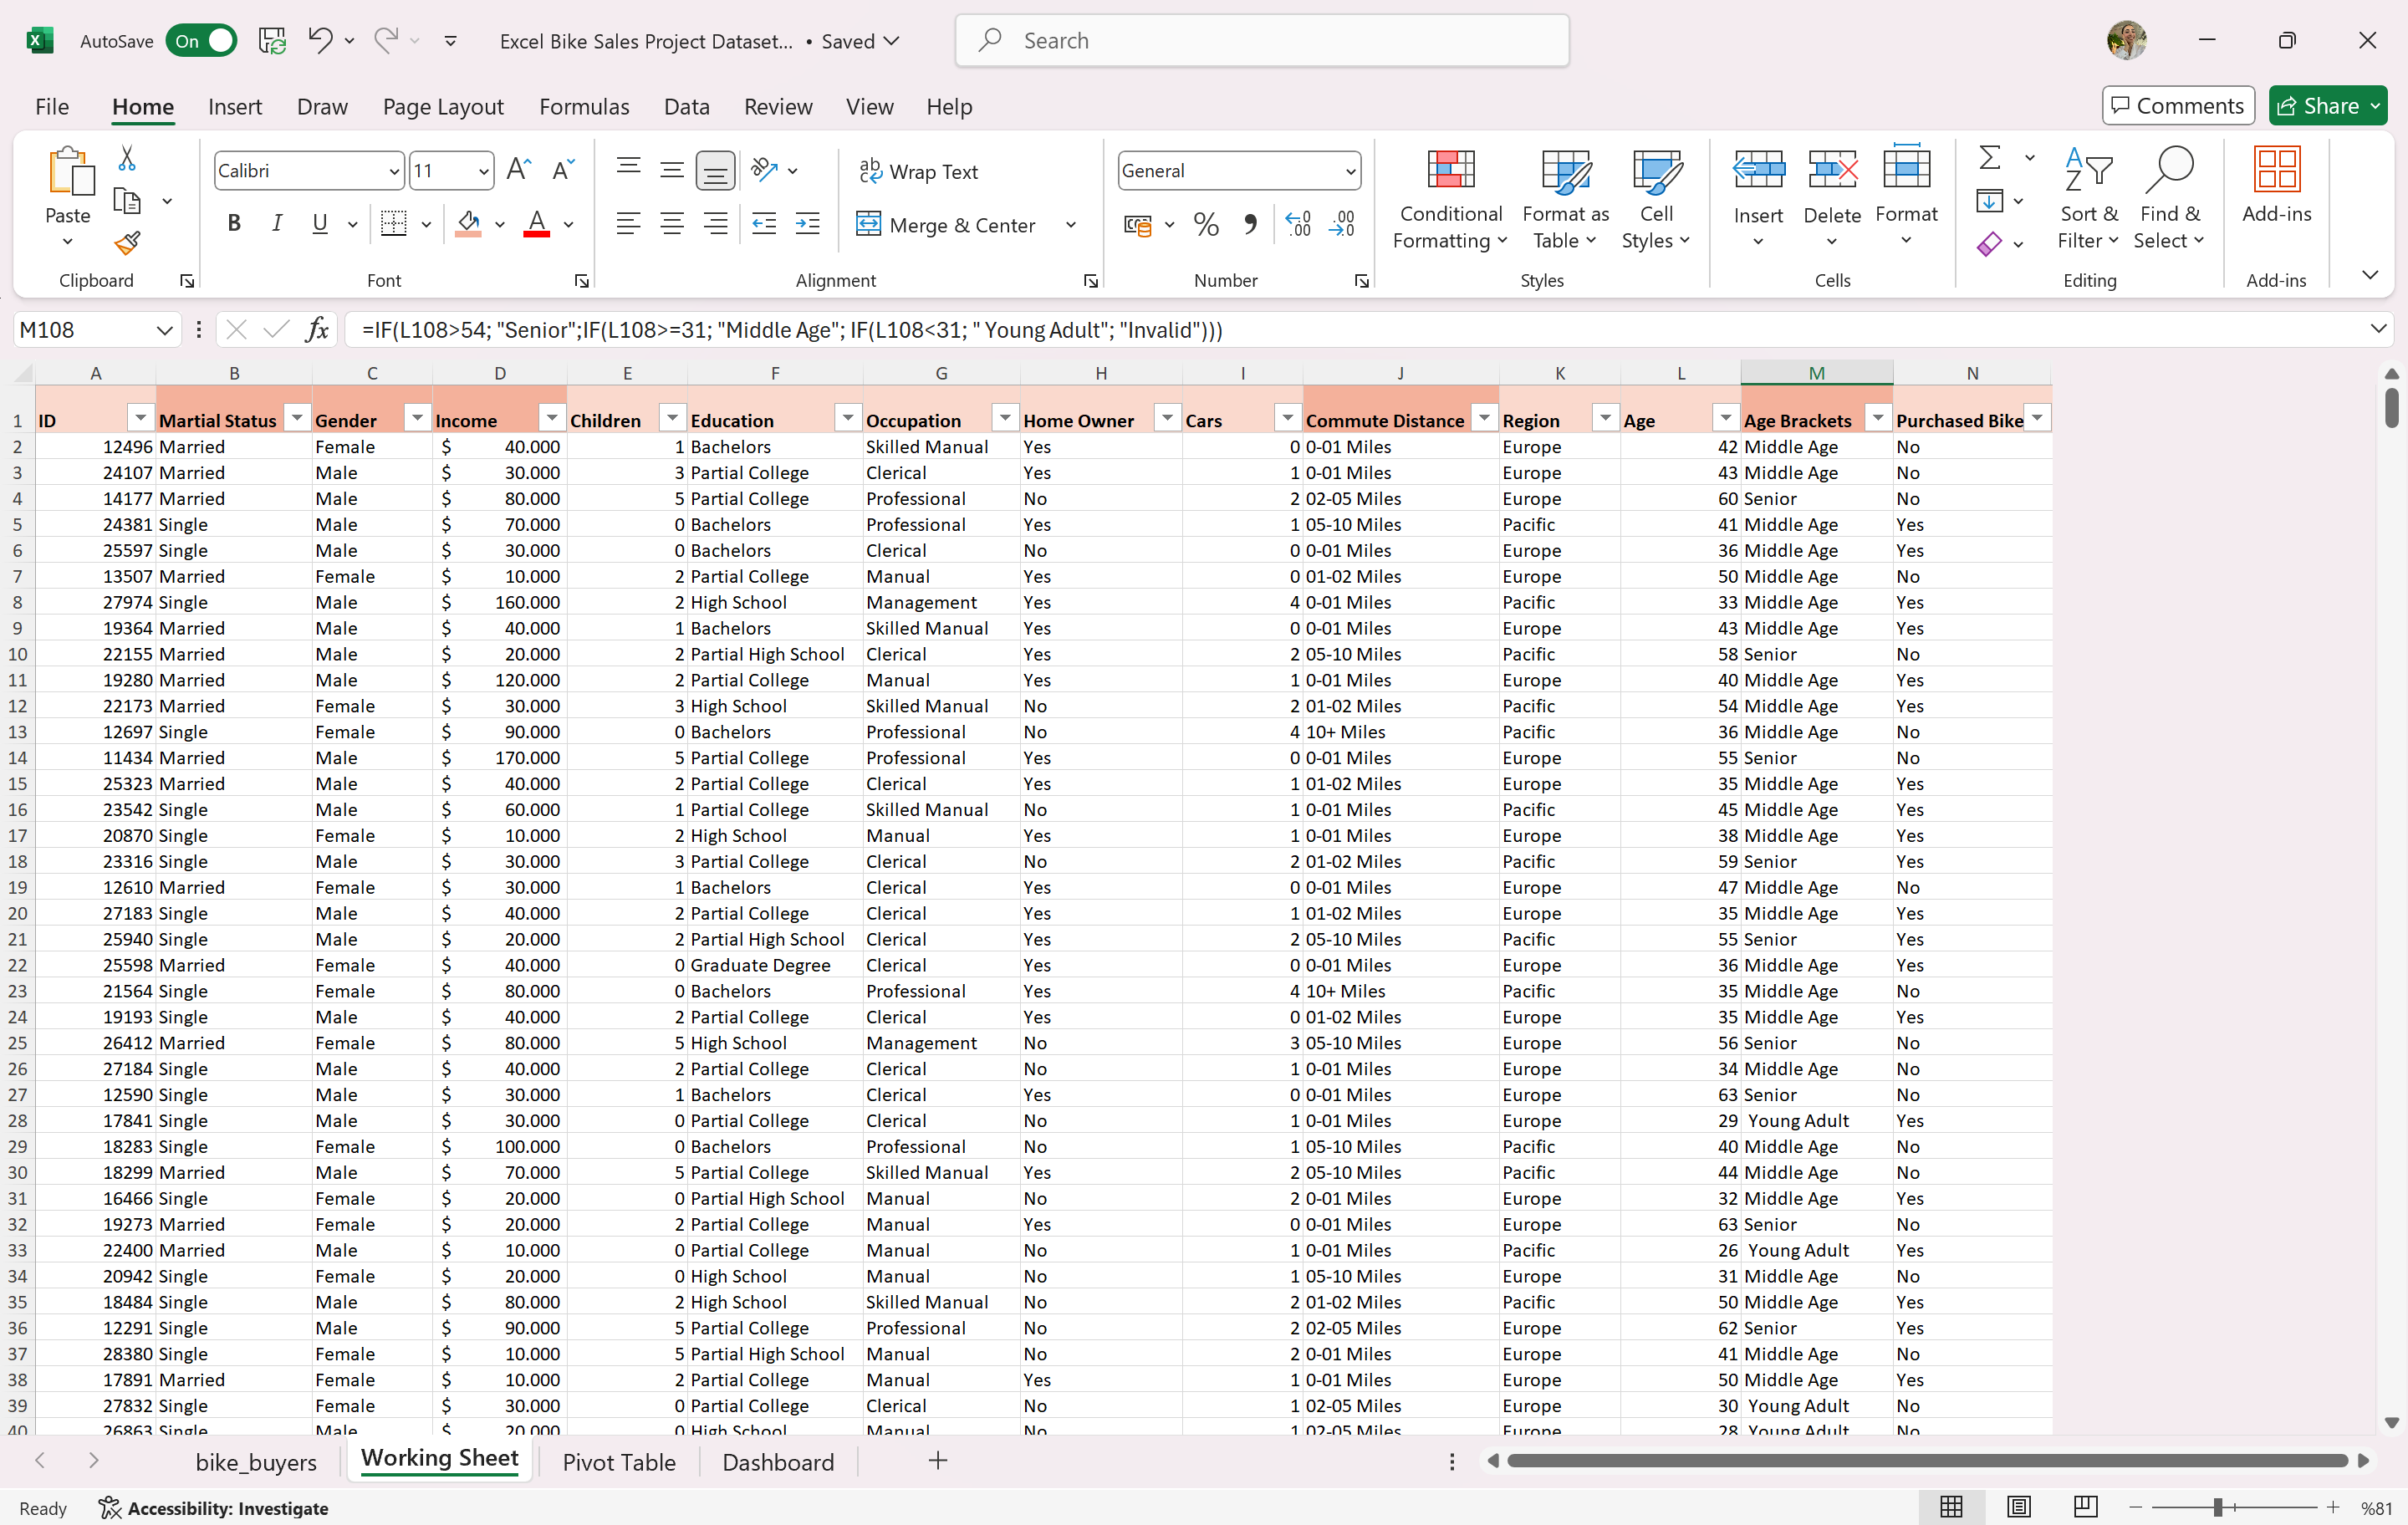 AutoSave On Excel Bike Sales Project Dataset... • Saved Search
File Home Insert Draw Page Layout Formulas Data Review View Help Comments Share
Paste Calibri 11 Wrap Text General Conditional Formatting Format as Table Cell Styles Insert Delete Format Sort & Filter Find & Select Add-ins
B I U A Merge & Center % 
Clipboard Font Alignment Number Styles Cells Editing Add-ins
M108 fx =IF(L108>54; "Senior";IF(L108>=31; "Middle Age"; IF(L108<31; " Young Adult"; "Invalid")))
A B C D E F G H I J K L M N
1 ID Martial Status Gender Income Children Education Occupation Home Owner Cars Commute Distance Region Age Age Brackets Purchased Bike
2 12496 Married Female $ 40.000 1 Bachelors Skilled Manual Yes 0 0-01 Miles Europe 42 Middle Age No
3 24107 Married Male $ 30.000 3 Partial College Clerical Yes 1 0-01 Miles Europe 43 Middle Age No
4 14177 Married Male $ 80.000 5 Partial College Professional No 2 02-05 Miles Europe 60 Senior No
5 24381 Single Male $ 70.000 0 Bachelors Professional Yes 1 05-10 Miles Pacific 41 Middle Age Yes
6 25597 Single Male $ 30.000 0 Bachelors Clerical No 0 0-01 Miles Europe 36 Middle Age Yes
7 13507 Married Female $ 10.000 2 Partial College Manual Yes 0 01-02 Miles Europe 50 Middle Age No
8 27974 Single Male $ 160.000 2 High School Management Yes 4 0-01 Miles Pacific 33 Middle Age Yes
9 19364 Married Male $ 40.000 1 Bachelors Skilled Manual Yes 0 0-01 Miles Europe 43 Middle Age Yes
10 22155 Married Male $ 20.000 2 Partial High School Clerical Yes 2 05-10 Miles Pacific 58 Senior No
11 19280 Married Male $ 120.000 2 Partial College Manual Yes 1 0-01 Miles Europe 40 Middle Age Yes
12 22173 Married Female $ 30.000 3 High School Skilled Manual No 2 01-02 Miles Pacific 54 Middle Age Yes
13 12697 Single Female $ 90.000 0 Bachelors Professional No 4 10+ Miles Pacific 36 Middle Age No
14 11434 Married Male $ 170.000 5 Partial College Professional Yes 0 0-01 Miles Europe 55 Senior No
15 25323 Married Male $ 40.000 2 Partial College Clerical Yes 1 01-02 Miles Europe 35 Middle Age Yes
16 23542 Single Male $ 60.000 1 Partial College Skilled Manual No 1 0-01 Miles Pacific 45 Middle Age Yes
17 20870 Single Female $ 10.000 2 High School Manual Yes 1 0-01 Miles Europe 38 Middle Age Yes
18 23316 Single Male $ 30.000 3 Partial College Clerical No 2 01-02 Miles Pacific 59 Senior Yes
19 12610 Married Female $ 30.000 1 Bachelors Clerical Yes 0 0-01 Miles Europe 47 Middle Age No
20 27183 Single Male $ 40.000 2 Partial College Clerical Yes 1 01-02 Miles Europe 35 Middle Age Yes
21 25940 Single Male $ 20.000 2 Partial High School Clerical Yes 2 05-10 Miles Pacific 55 Senior Yes
22 25598 Married Female $ 40.000 0 Graduate Degree Clerical Yes 0 0-01 Miles Europe 36 Middle Age Yes
23 21564 Single Female $ 80.000 0 Bachelors Professional Yes 4 10+ Miles Pacific 35 Middle Age No
24 19193 Single Male $ 40.000 2 Partial College Clerical Yes 0 01-02 Miles Europe 35 Middle Age Yes
25 26412 Married Female $ 80.000 5 High School Management No 3 05-10 Miles Europe 56 Senior No
26 27184 Single Male $ 40.000 2 Partial College Clerical No 1 0-01 Miles Europe 34 Middle Age No
27 12590 Single Male $ 30.000 1 Bachelors Clerical Yes 0 0-01 Miles Europe 63 Senior No
28 17841 Single Male $ 30.000 0 Partial College Clerical No 1 0-01 Miles Europe 29 Young Adult Yes
29 18283 Single Female $ 100.000 0 Bachelors Professional No 1 05-10 Miles Pacific 40 Middle Age No
30 18299 Married Male $ 70.000 5 Partial College Skilled Manual Yes 2 05-10 Miles Pacific 44 Middle Age No
31 16466 Single Female $ 20.000 0 Partial High School Manual No 2 0-01 Miles Europe 32 Middle Age Yes
32 19273 Married Female $ 20.000 2 Partial College Manual Yes 0 0-01 Miles Europe 63 Senior No
33 22400 Married Male $ 10.000 0 Partial College Manual No 1 0-01 Miles Pacific 26 Young Adult Yes
34 20942 Single Female $ 20.000 0 High School Manual No 1 05-10 Miles Europe 31 Middle Age No
35 18484 Single Male $ 80.000 2 High School Skilled Manual No 2 01-02 Miles Pacific 50 Middle Age Yes
36 12291 Single Male $ 90.000 5 Partial College Professional No 2 02-05 Miles Europe 62 Senior Yes
37 28380 Single Female $ 10.000 5 Partial High School Manual No 2 0-01 Miles Europe 41 Middle Age No
38 17891 Married Female $ 10.000 2 Partial College Manual Yes 1 0-01 Miles Europe 50 Middle Age Yes
39 27832 Single Female $ 30.000 0 Partial College Clerical No 1 02-05 Miles Europe 30 Young Adult No
40 26863 Single Male $ 20.000 0 High School Manual No 1 02-05 Miles Europe 28 Young Adult No
bike_buyers Working Sheet Pivot Table Dashboard
Ready Accessibility: Investigate %81